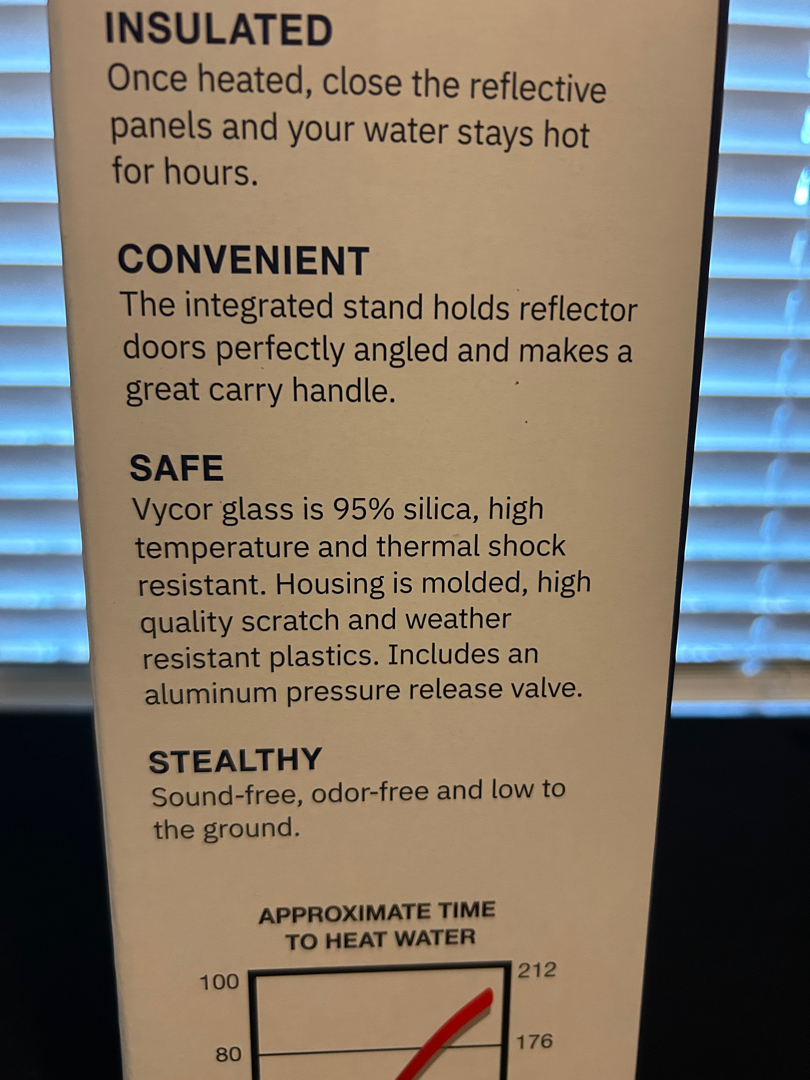 INSULATED
Once heated, close the reflective
panels and your water stays hot
for hours.
CONVENIENT
The integrated stand holds reflector
doors perfectly angled and makes a
great carry handle.
SAFE
Vycor glass is 95% silica, high
temperature and thermal shock
resistant. Housing is molded, high
quality scratch and weather
resistant plastics. Includes an
aluminum pressure release valve.
STEALTHY
Sound-free, odor-free and low to
the ground.
APPROXIMATE TIME
TO HEAT WATER
100 212
80 176